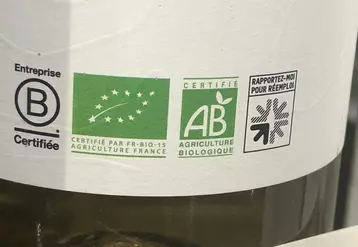 Entreprise
B
Certifiée
CERTIFIÉ PAR FR-BIO-15
AGRICULTURE FRANCE
CERTIFIÉ
AB
AGRICULTURE
BIOLOGIQUE
RAPPORTEZ-MOI
POUR RÉEMPLOI